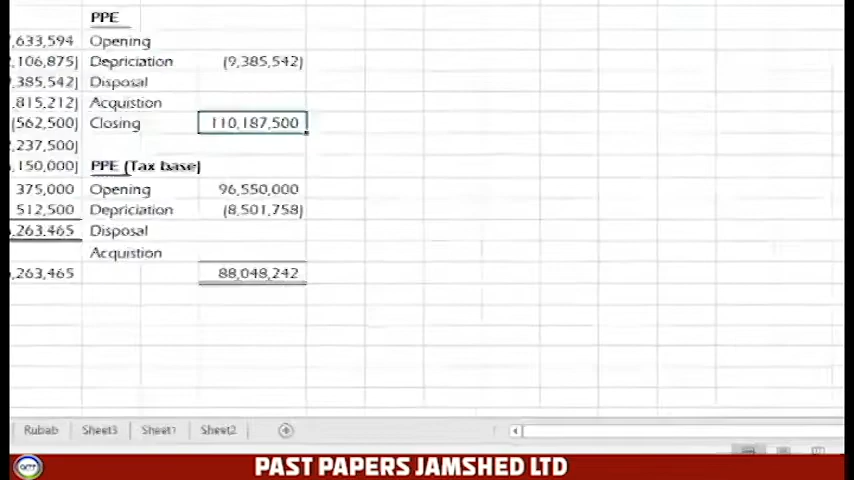 PPE
,633,594 Opening
,106,875) Depriciation (9,385,542)
,385,542) Disposal
,815,212) Acquistion
(562,500) Closing 110,187,500
,237,500)
,150,000) PPE (Tax base)
375,000 Opening 96,550,000
512,500 Depriciation (8,501,758)
,263,465 Disposal
Acquistion
,263,465 88,048,242
Rubab Sheet3 Sheet1 Sheet2
PAST PAPERS JAMSHED LTD